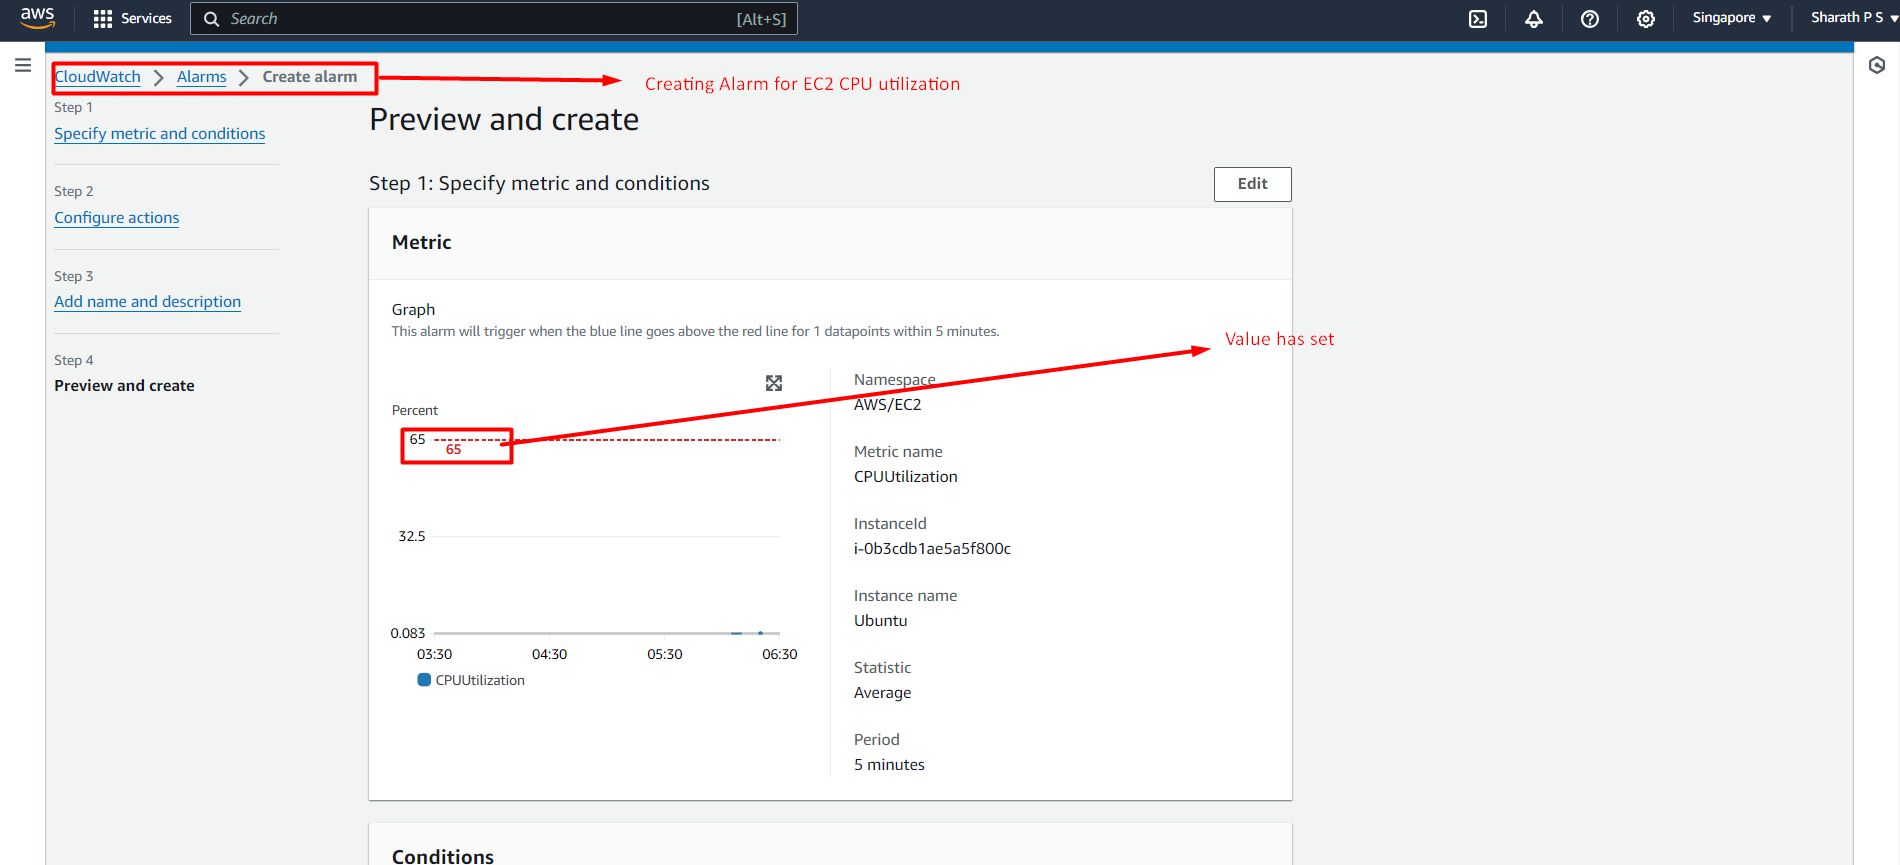 aws Services Search [Alt+S] Singapore Sharath P S
CloudWatch Alarms Create alarm
Creating Alarm for EC2 CPU utilization
Step 1
Specify metric and conditions
Step 2
Configure actions
Step 3
Add name and description
Step 4
Preview and create
Preview and create
Step 1: Specify metric and conditions
Edit
Metric
Graph
This alarm will trigger when the blue line goes above the red line for 1 datapoints within 5 minutes.
Value has set
Percent
65
65
32.5
0.083
03:30 04:30 05:30 06:30
CPUUtilization
Namespace
AWS/EC2
Metric name
CPUUtilization
InstanceId
i-0b3cdb1ae5a5f800c
Instance name
Ubuntu
Statistic
Average
Period
5 minutes
Conditions